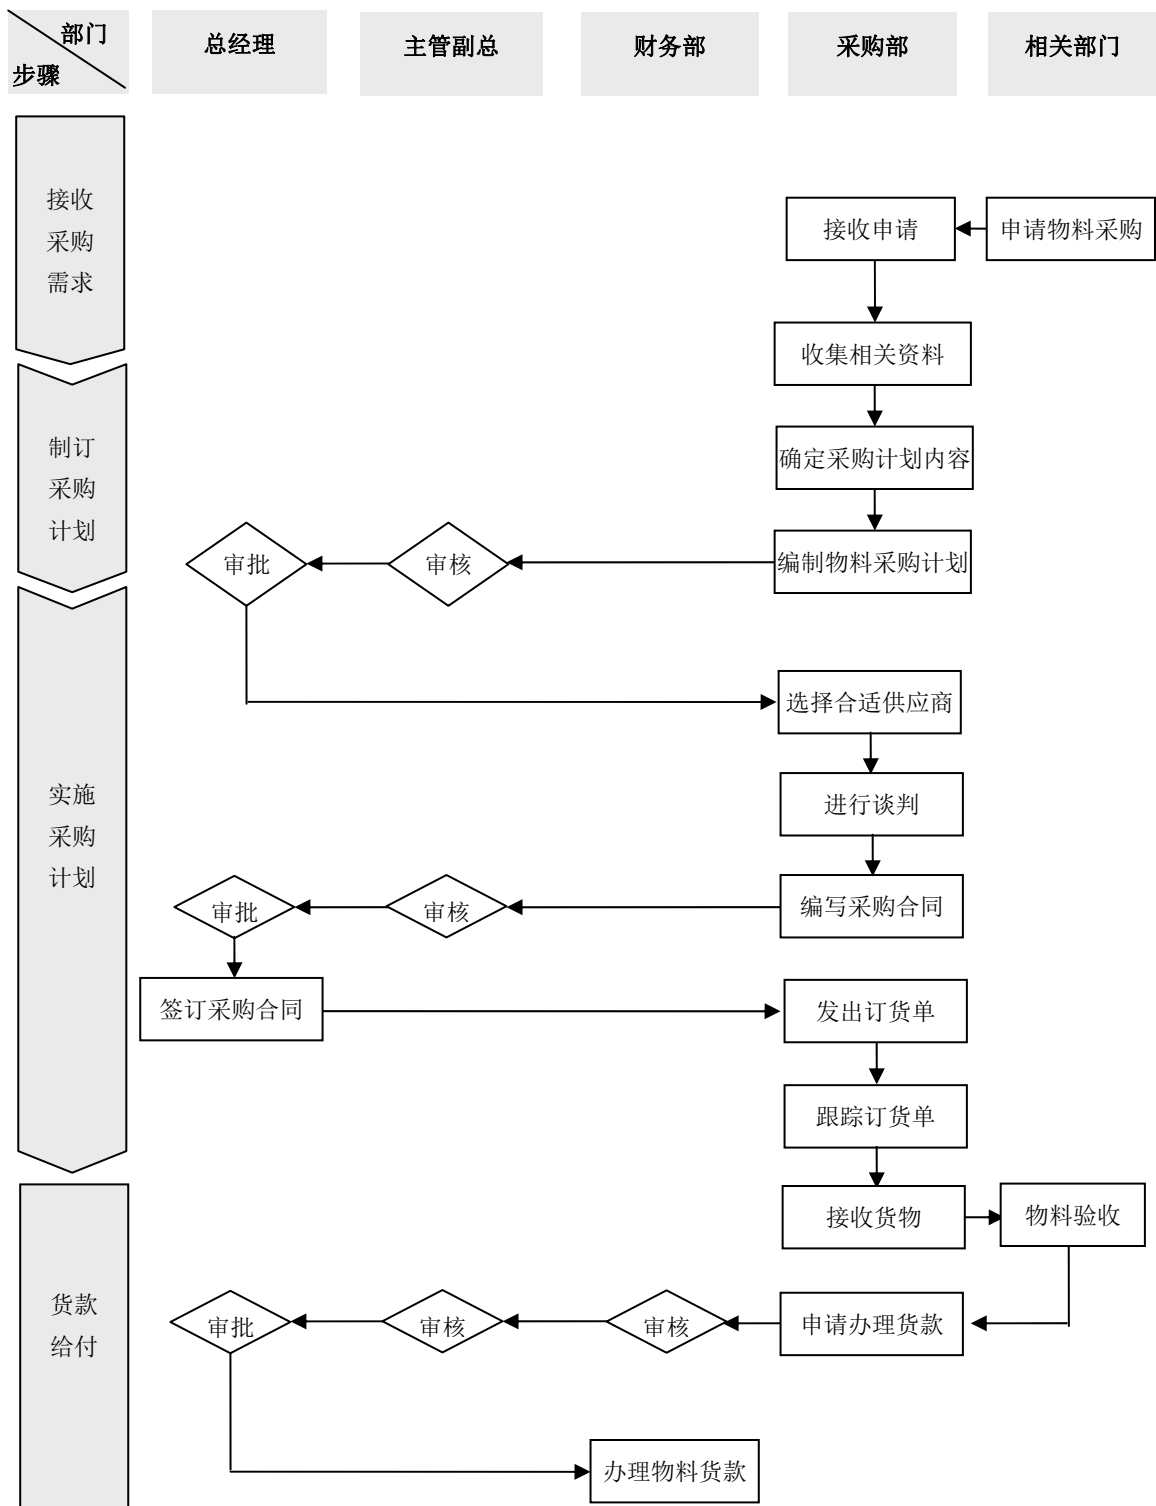 部门
步骤
总经理
主管副总
财务部
采购部
相关部门
接收
采购
需求
接收申请
申请物料采购
收集相关资料
制订
采购
计划
确定采购计划内容
审批
审核
编制物料采购计划
选择合适供应商
实施
采购
计划
进行谈判
审批
审核
编写采购合同
签订采购合同
发出订货单
跟踪订货单
接收货物
物料验收
货款
给付
审批
审核
审核
申请办理货款
办理物料货款